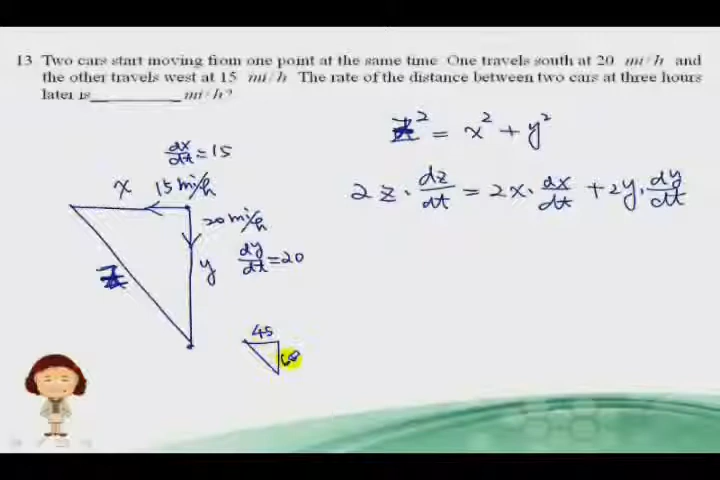 13 Two cars start moving from one point at the same time. One travels south at 20 mi/h and
the other travels west at 15 mi/h The rate of the distance between two cars at three hours
later is__________mi/h?
z² = x² + y²
dx/dt = 15
2z · dz/dt = 2x · dx/dt + 2y · dy/dt
x 15 mi/h
20 mi/h
y dy/dt = 20
z
45
60